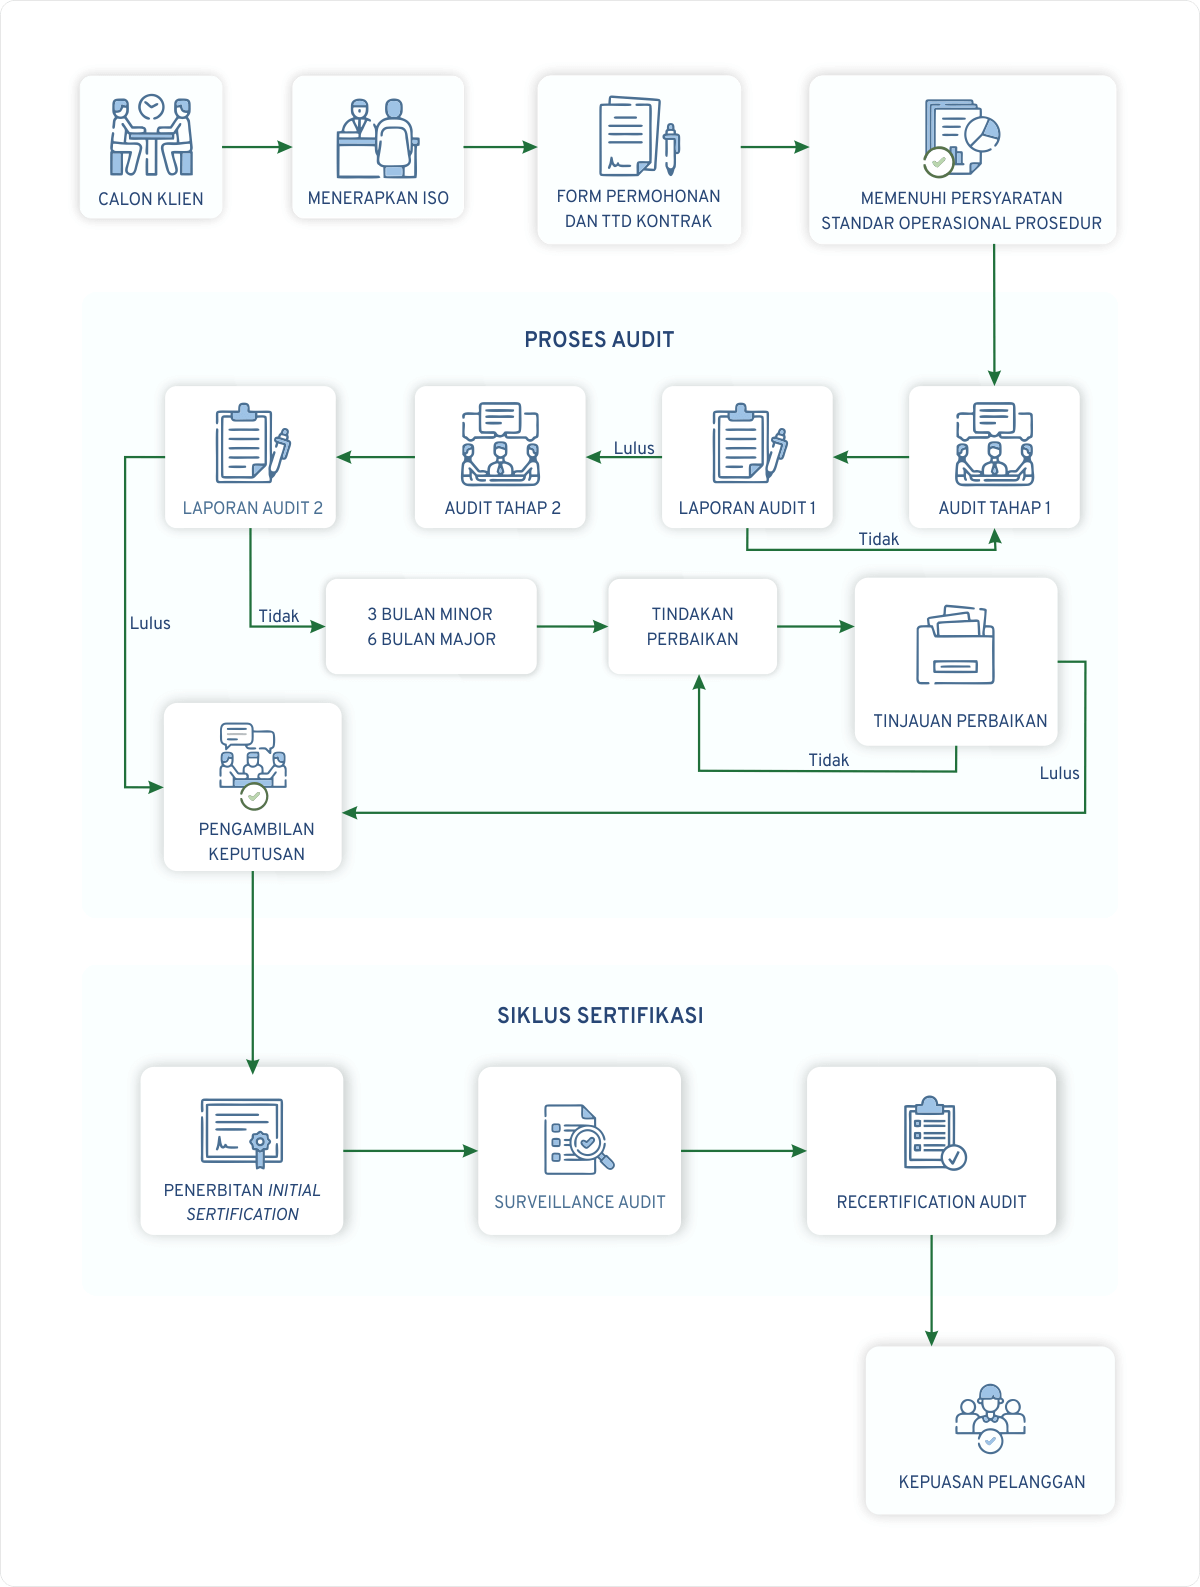 CALON KLIEN
MENERAPKAN ISO
FORM PERMOHONAN
DAN TTD KONTRAK
MEMENUHI PERSYARATAN
STANDAR OPERASIONAL PROSEDUR
PROSES AUDIT
LAPORAN AUDIT 2
AUDIT TAHAP 2
Lulus
LAPORAN AUDIT 1
AUDIT TAHAP 1
Tidak
Lulus
Tidak
3 BULAN MINOR
6 BULAN MAJOR
TINDAKAN
PERBAIKAN
TINJAUAN PERBAIKAN
Tidak
Lulus
PENGAMBILAN
KEPUTUSAN
SIKLUS SERTIFIKASI
PENERBITAN INITIAL
SERTIFICATION
SURVEILLANCE AUDIT
RECERTIFICATION AUDIT
KEPUASAN PELANGGAN